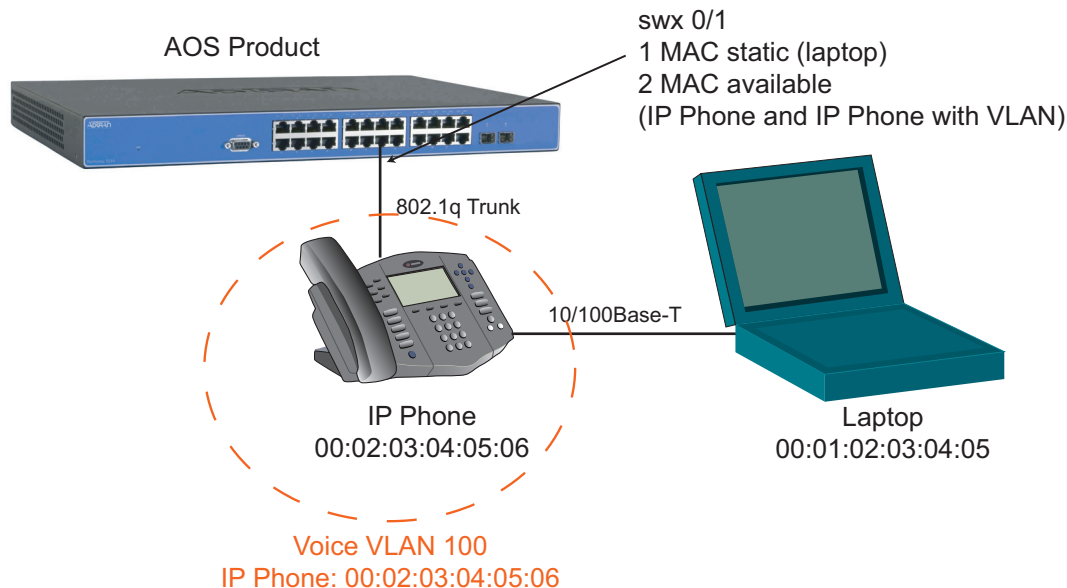 AOS Product
swx 0/1
1 MAC static (laptop)
2 MAC available
(IP Phone and IP Phone with VLAN)
ADTRAN
802.1q Trunk
10/100Base-T
IP Phone
00:02:03:04:05:06
Laptop
00:01:02:03:04:05
Voice VLAN 100
IP Phone: 00:02:03:04:05:06